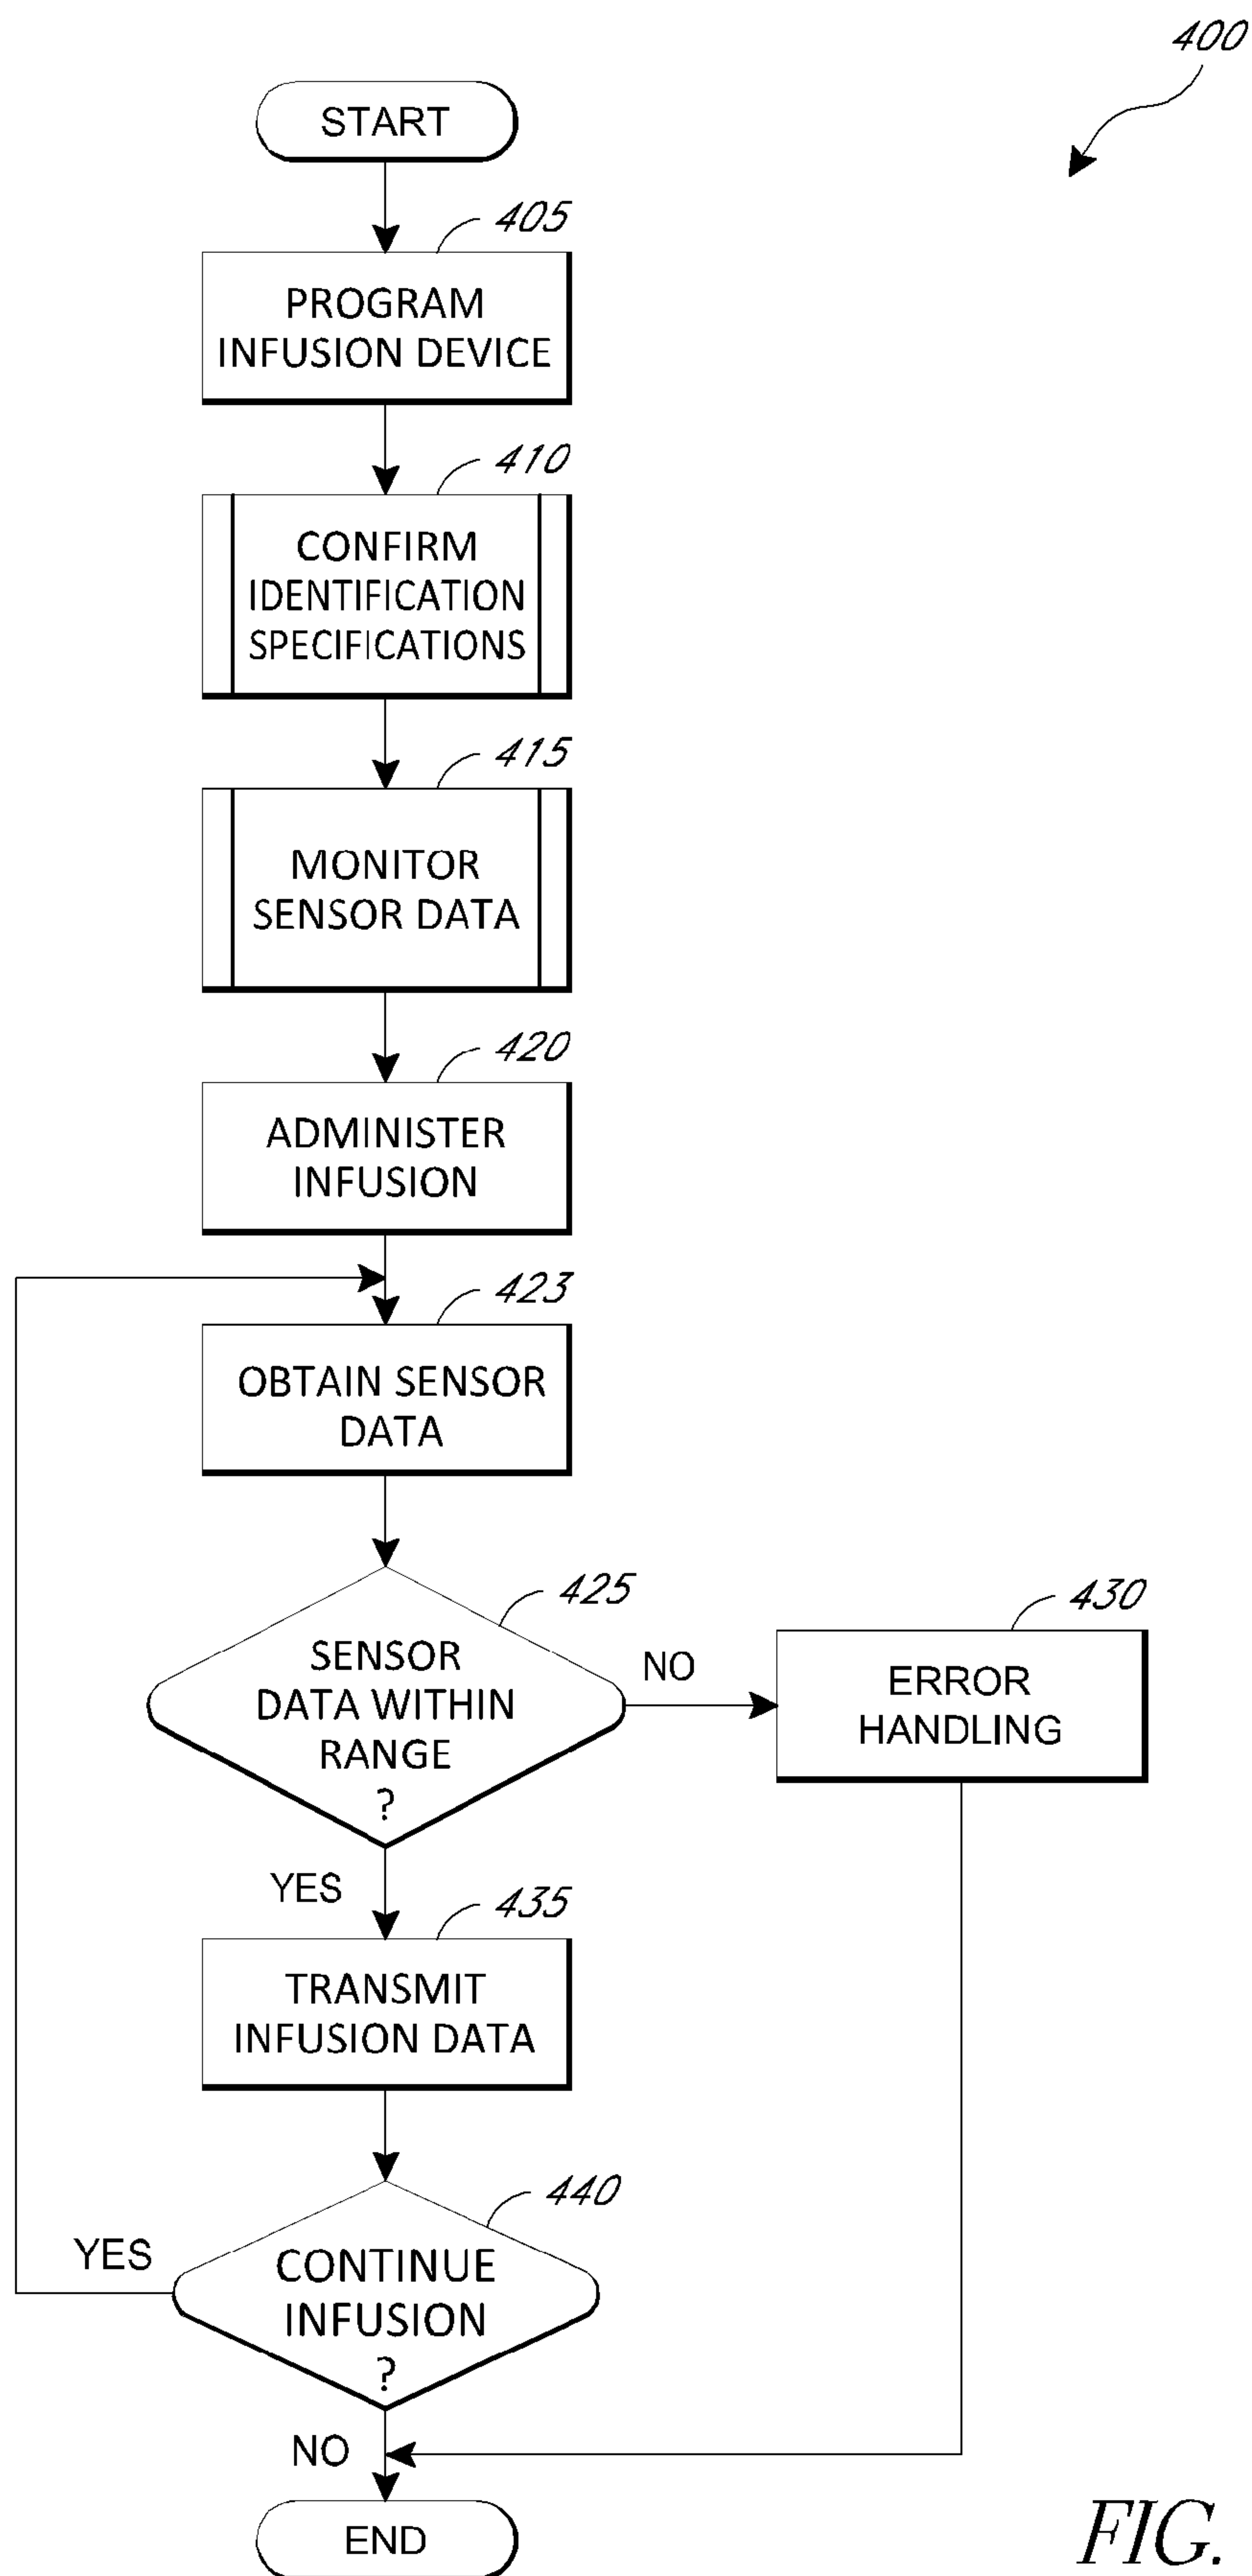 400
START
405
PROGRAM
INFUSION DEVICE
410
CONFIRM
IDENTIFICATION
SPECIFICATIONS
415
MONITOR
SENSOR DATA
420
ADMINISTER
INFUSION
423
OBTAIN SENSOR
DATA
425
SENSOR
DATA WITHIN
RANGE
?
NO
430
ERROR
HANDLING
YES
435
TRANSMIT
INFUSION DATA
440
CONTINUE
INFUSION
?
YES
NO
END
FIG.